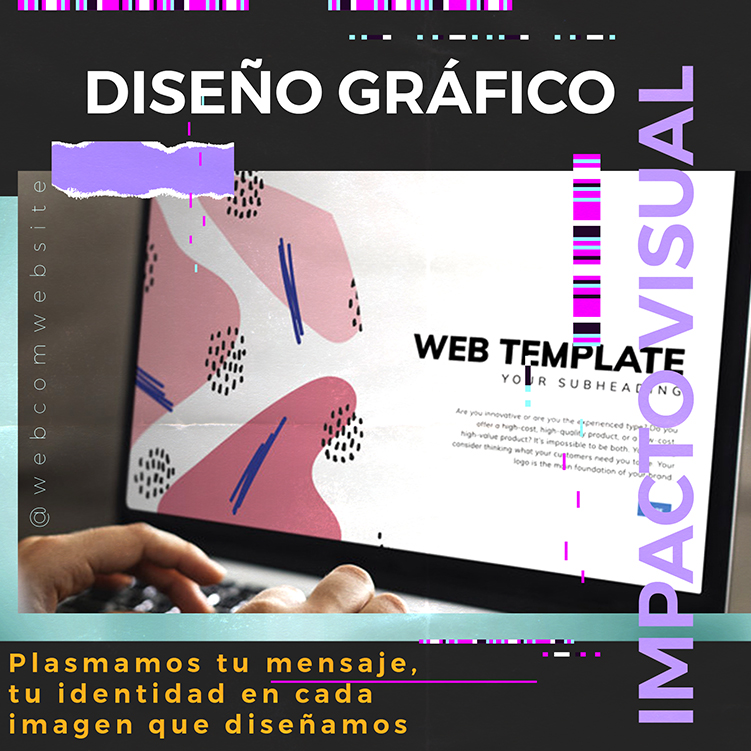 DISEÑO GRÁFICO
IMPACTO VISUAL
@webcomwebsite
WEB TEMPLATE
YOUR SUBHEADING
Are you innovative or are you the experienced type? Do you
offer a high-cost, high-quality product, or a low-cost
high-value product? It's impossible to be both.
consider thinking what your customers need you to be. Your
logo is the main foundation of your brand
Plasmamos tu mensaje,
tu identidad en cada
imagen que diseñamos